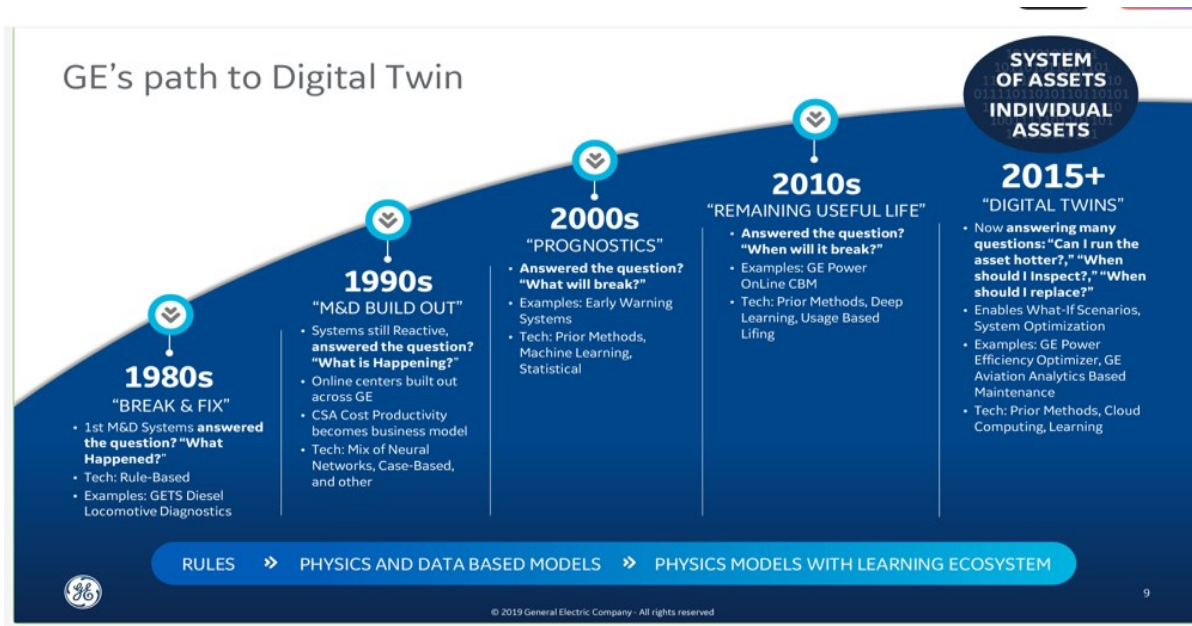 GE's path to Digital Twin
SYSTEM
OF ASSETS
INDIVIDUAL
ASSETS
1980s
"BREAK & FIX"
• 1st M&D Systems answered
the question? "What
Happened?"
• Tech: Rule-Based
• Examples: GETS Diesel
Locomotive Diagnostics
1990s
"M&D BUILD OUT"
• Systems still Reactive,
answered the question?
"What is Happening?"
• Online centers built out
across GE
• CSA Cost Productivity
becomes business model
• Tech: Mix of Neural
Networks, Case-Based,
and other
2000s
"PROGNOSTICS"
• Answered the question?
"What will break?"
• Examples: Early Warning
Systems
• Tech: Prior Methods,
Machine Learning,
Statistical
2010s
"REMAINING USEFUL LIFE"
• Answered the question?
"When will it break?"
• Examples: GE Power
OnLine CBM
• Tech: Prior Methods, Deep
Learning, Usage Based
Lifing
2015+
"DIGITAL TWINS"
• Now answering many
questions: "Can I run the
asset hotter?," "When
should I Inspect?," "When
should I replace?"
• Enables What-If Scenarios,
System Optimization
• Examples: GE Power
Efficiency Optimizer, GE
Aviation Analytics Based
Maintenance
• Tech: Prior Methods, Cloud
Computing, Learning
RULES » PHYSICS AND DATA BASED MODELS » PHYSICS MODELS WITH LEARNING ECOSYSTEM
GE
© 2019 General Electric Company - All rights reserved
9